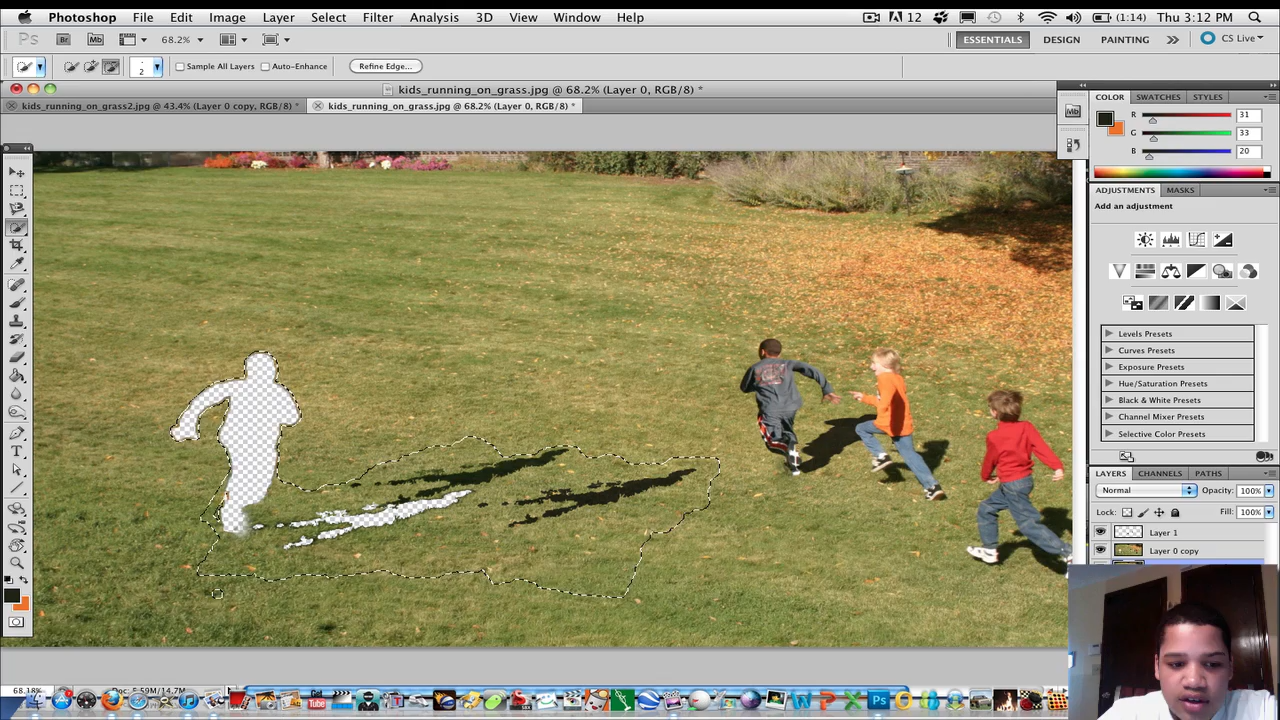 Photoshop File Edit Image Layer Select Filter Analysis 3D View Window Help 12 (1:14) Thu 3:12 PM
Ps Br Mb 68.2% ESSENTIALS DESIGN PAINTING >> CS Live
2 Sample All Layers Auto-Enhance Refine Edge...
kids_running_on_grass.jpg @ 68.2% (Layer 0, RGB/8) *
kids_running_on_grass2.jpg @ 43.4% (Layer 0 copy, RGB/8) * kids_running_on_grass.jpg @ 68.2% (Layer 0, RGB/8) *
COLOR SWATCHES STYLES
Mb
R 31
G 33
B 20
ADJUSTMENTS MASKS
Add an adjustment
Levels Presets
Curves Presets
Exposure Presets
Hue/Saturation Presets
Black & White Presets
Channel Mixer Presets
Selective Color Presets
LAYERS CHANNELS PATHS
Normal Opacity: 100%
Lock: Fill: 100%
Layer 1
Layer 0 copy
68.18%